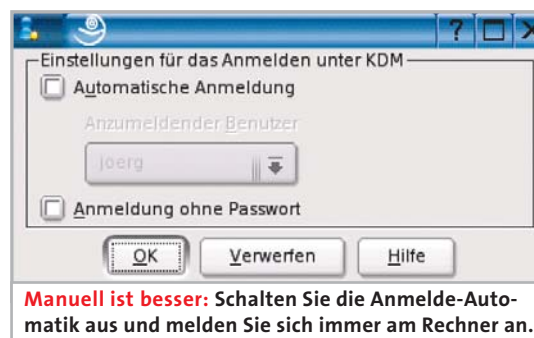 ?
Einstellungen für das Anmelden unter KDM
Automatische Anmeldung
Anzumeldender Benutzer
joerg
Anmeldung ohne Passwort
OK Verwerfen Hilfe
Manuell ist besser: Schalten Sie die Anmelde-Auto-
matik aus und melden Sie sich immer am Rechner an.